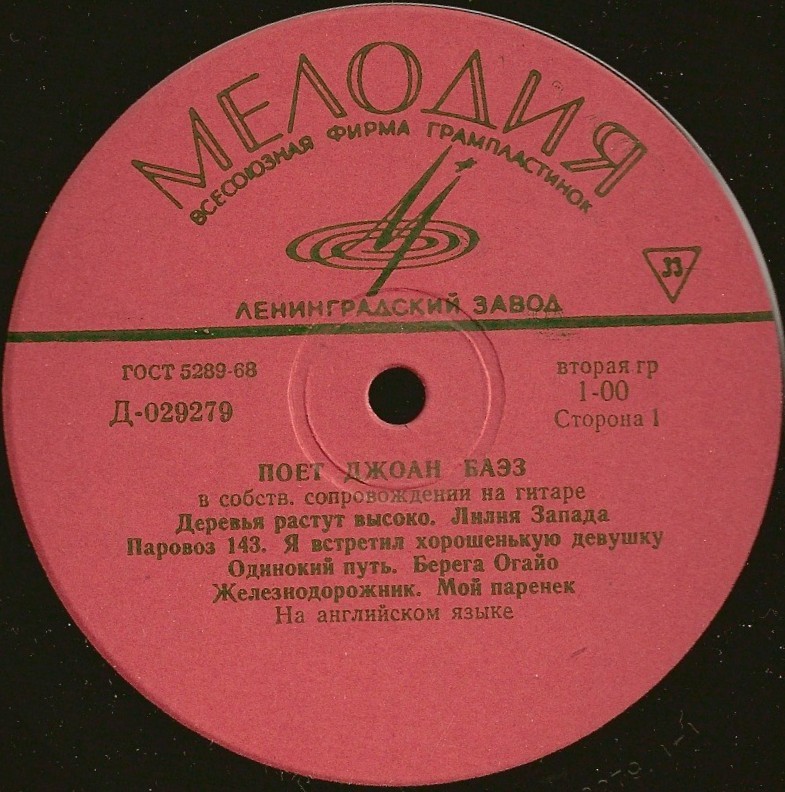 МЕЛОДИЯ
ВСЕСОЮЗНАЯ ФИРМА ГРАМПЛАСТИНОК
33
ЛЕНИНГРАДСКИЙ ЗАВОД
ГОСТ 5289-68
Д-029279
вторая гр
1-00
Сторона 1
ПОЕТ ДЖОАН БАЭЗ
в собств. сопровождении на гитаре
Деревья растут высоко. Лилия Запада
Паровоз 143. Я встретил хорошенькую девушку
Одинокий путь. Берега Огайо
Железнодорожник. Мой паренек
На английском языке